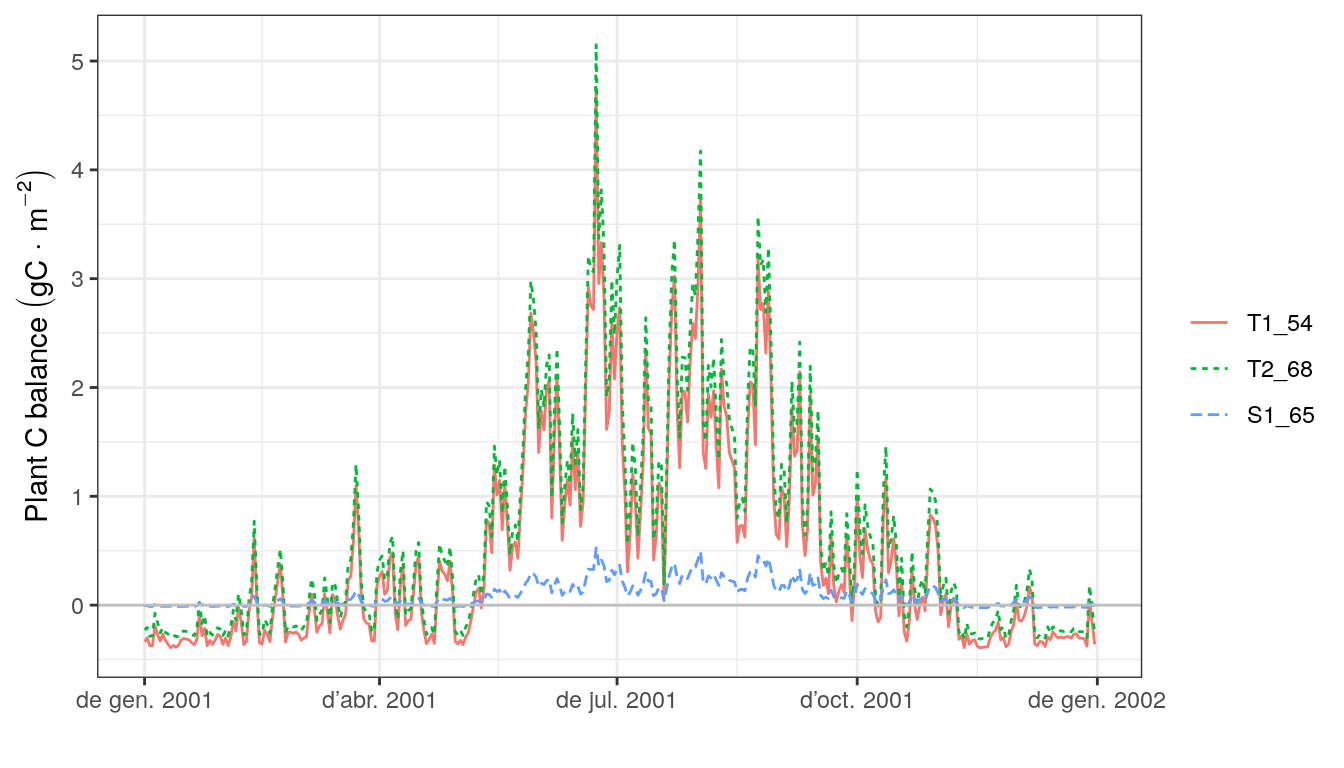 Plant C balance (gC · m⁻²)
5
4
3
2
1
0
de gen. 2001
d’abr. 2001
de jul. 2001
d’oct. 2001
de gen. 2002
T1_54
T2_68
S1_65